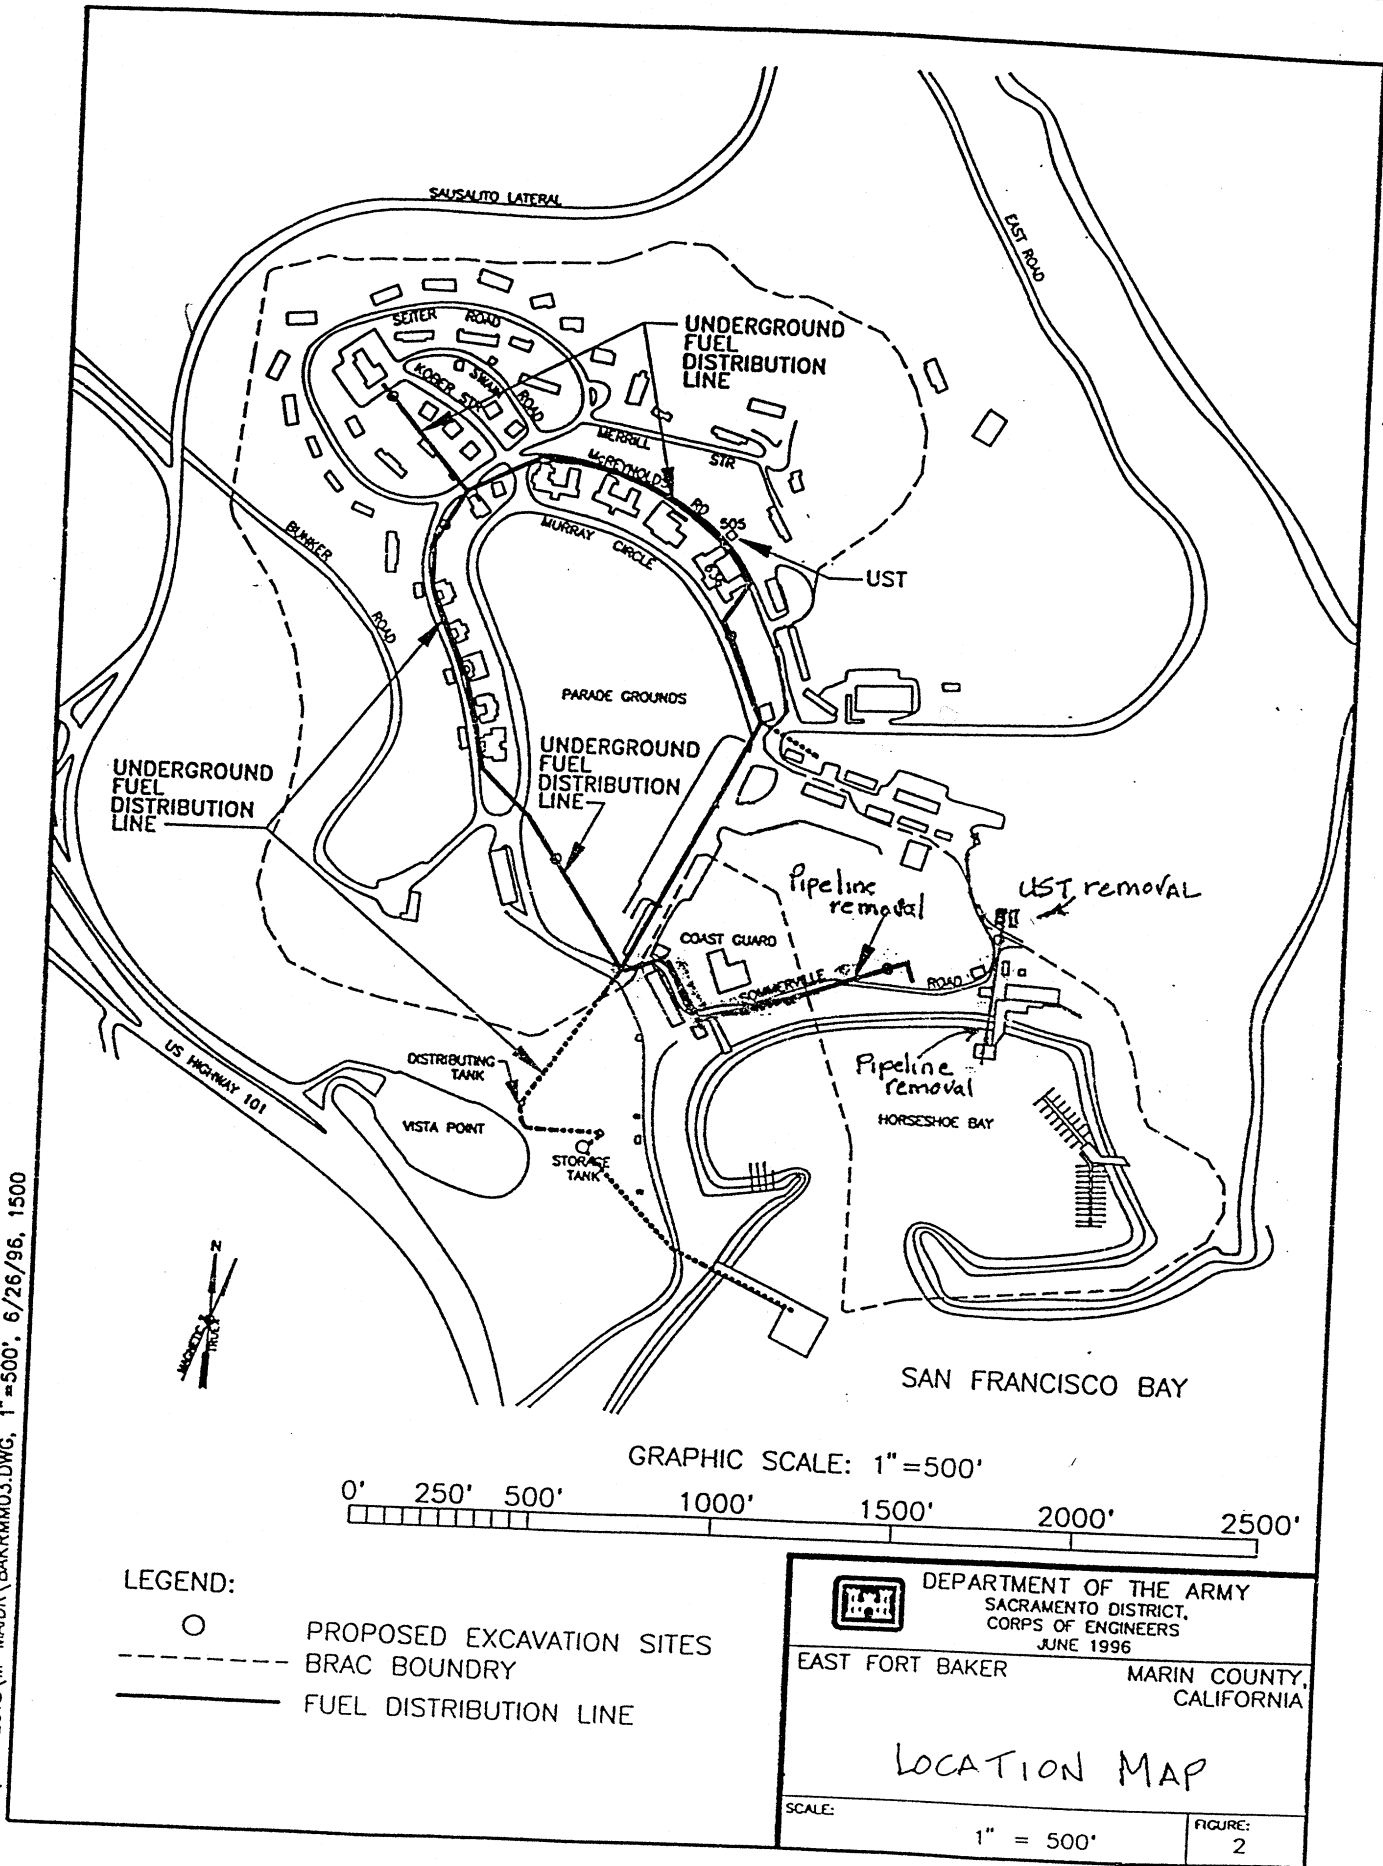 SAUSALITO LATERAL
EAST ROAD
SEITER ROAD
UNDERGROUND
FUEL
DISTRIBUTION
LINE
KOBER STR
SWAIN ROAD
MERRILL STR
McREYNOLDS RD
505
MURRAY CIRCLE
UST
BUNKER ROAD
PARADE GROUNDS
UNDERGROUND
FUEL
DISTRIBUTION
LINE
UNDERGROUND
FUEL
DISTRIBUTION
LINE
Pipeline
removal
UST removal
COAST GUARD
SOMMERVILLE ROAD
DISTRIBUTING
TANK
US HIGHWAY 101
Pipeline
removal
VISTA POINT
HORSESHOE BAY
STORAGE
TANK
N
MAGNETIC
TRUE
SAN FRANCISCO BAY
GRAPHIC SCALE: 1"=500'
0' 250' 500' 1000' 1500' 2000' 2500'
LEGEND:
PROPOSED EXCAVATION SITES
BRAC BOUNDRY
FUEL DISTRIBUTION LINE
DEPARTMENT OF THE ARMY
SACRAMENTO DISTRICT,
CORPS OF ENGINEERS
JUNE 1996
EAST FORT BAKER
MARIN COUNTY,
CALIFORNIA
LOCATION MAP
SCALE:
1" = 500'
FIGURE:
2
1"=500', 6/26/96, 1500